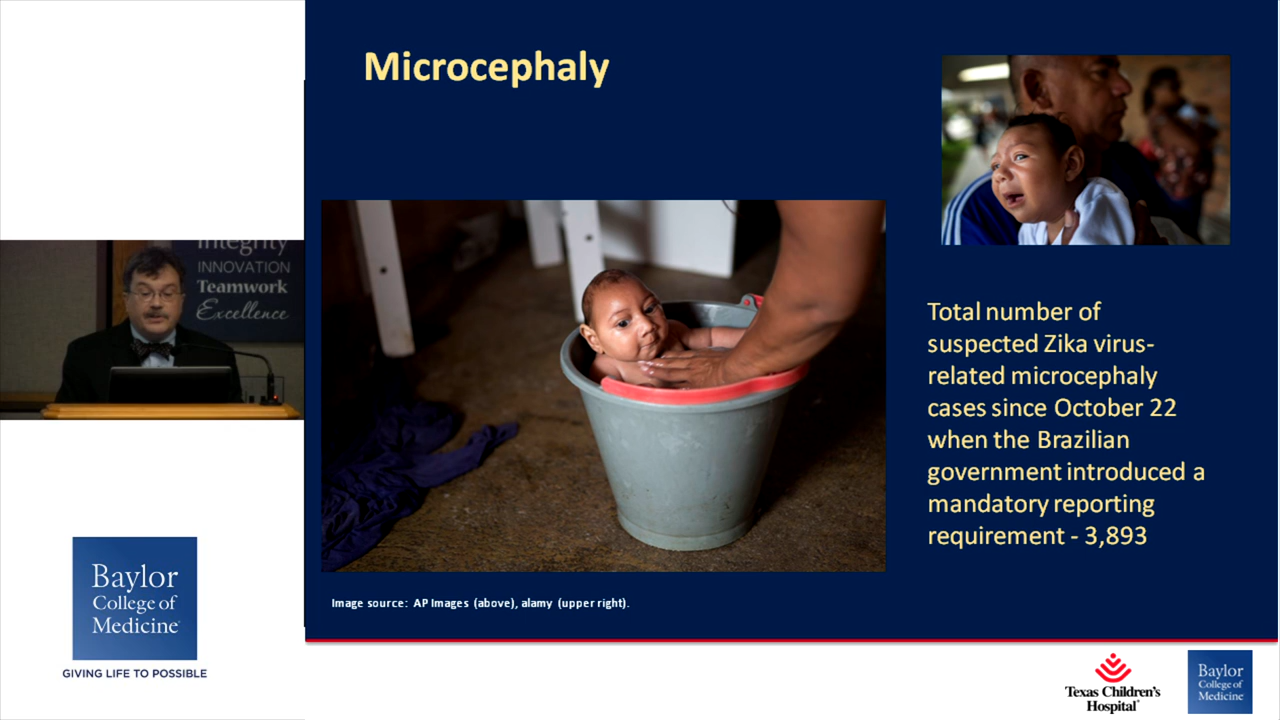 Microcephaly
Integrity
INNOVATION
Teamwork
Excellence
Total number of
suspected Zika virus-
related microcephaly
cases since October 22
when the Brazilian
government introduced a
mandatory reporting
requirement - 3,893
Image source: AP Images (above), alamy (upper right).
Baylor
College of
Medicine
GIVING LIFE TO POSSIBLE
Texas Children's
Hospital
Baylor
College of
Medicine